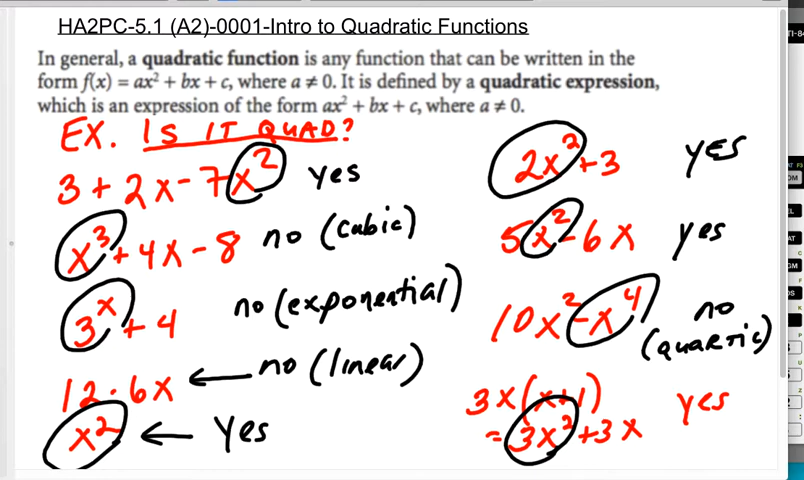 HA2PC-5.1 (A2)-0001-Intro to Quadratic Functions
In general, a quadratic function is any function that can be written in the
form f(x) = ax² + bx + c, where a ≠ 0. It is defined by a quadratic expression,
which is an expression of the form ax² + bx + c, where a ≠ 0.
EX. IS IT QUAD?
3 + 2x - 7x² yes
x³ + 4x - 8 no (cubic)
3ˣ + 4 no (exponential)
12 - 6x ← no (linear)
x² ← yes
2x² + 3 yes
5x² - 6x yes
10x² - x⁴ no
(quartic)
3x(x+1) yes
= 3x² + 3x